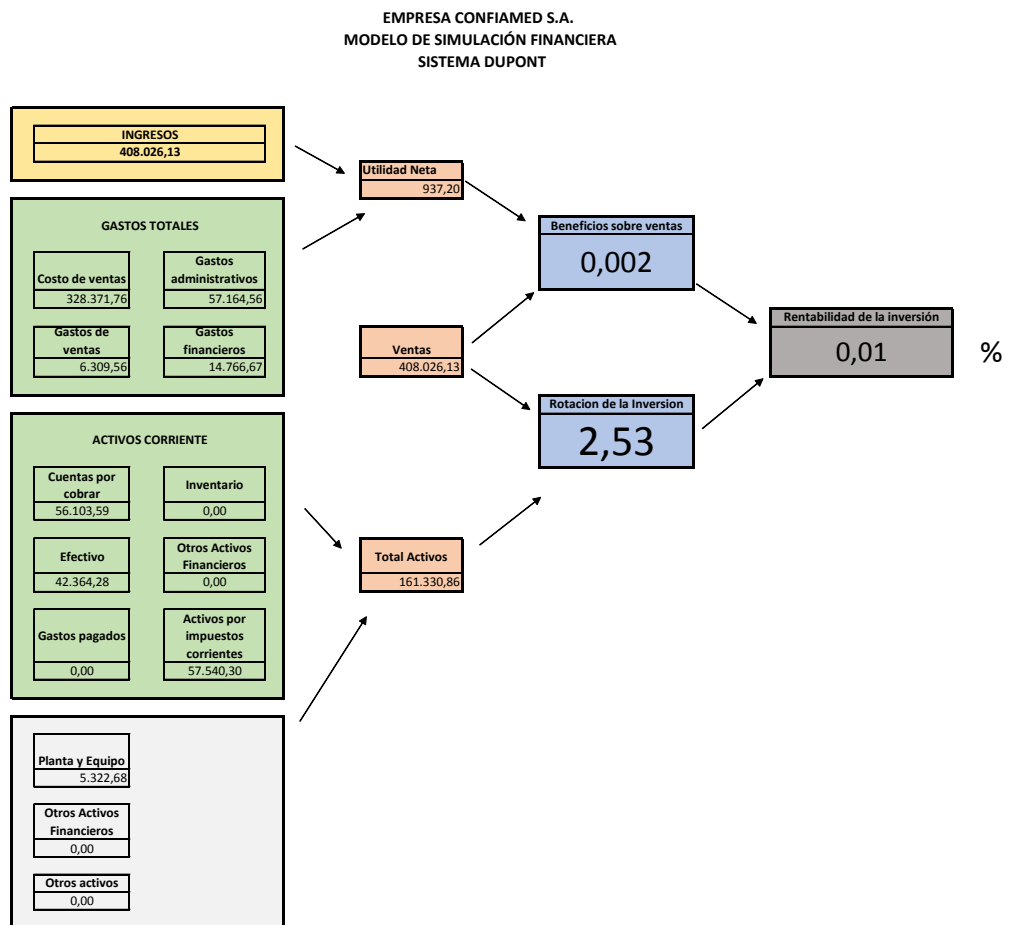 EMPRESA CONFIAMED S.A.
MODELO DE SIMULACIÓN FINANCIERA
SISTEMA DUPONT
INGRESOS
408.026,13
GASTOS TOTALES
Costo de ventas
328.371,76
Gastos
administrativos
57.164,56
Gastos de
ventas
6.309,56
Gastos
financieros
14.766,67
ACTIVOS CORRIENTE
Cuentas por
cobrar
56.103,59
Inventario
0,00
Efectivo
42.364,28
Otros Activos
Financieros
0,00
Gastos pagados
0,00
Activos por
impuestos
corrientes
57.540,30
Planta y Equipo
5.322,68
Otros Activos
Financieros
0,00
Otros activos
0,00
Utilidad Neta
937,20
Ventas
408.026,13
Total Activos
161.330,86
Beneficios sobre ventas
0,002
Rotacion de la Inversion
2,53
Rentabilidad de la inversión
0,01
%